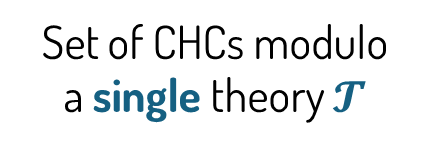 Set of CHCs modulo
a single theory 𝒯